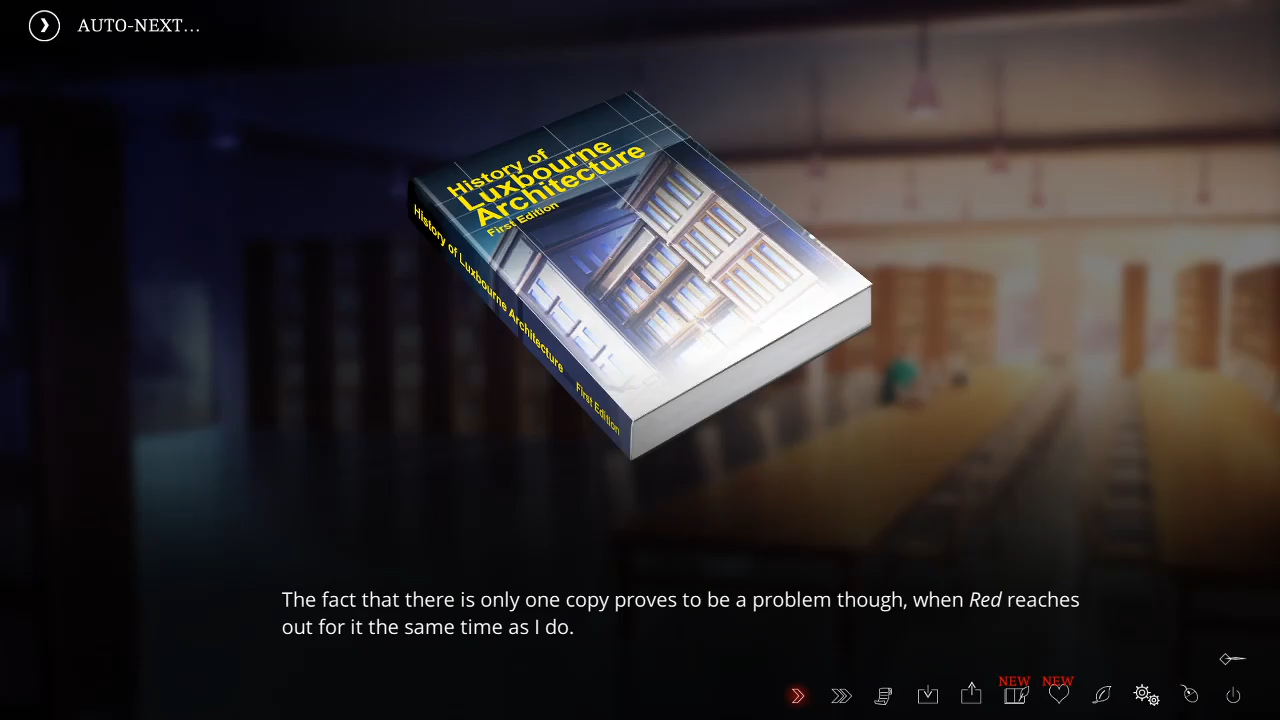 AUTO-NEXT...
History of
Luxbourne
Architecture
First Edition
History of Luxbourne Architecture First Edition
The fact that there is only one copy proves to be a problem though, when Red reaches
out for it the same time as I do.
NEW NEW